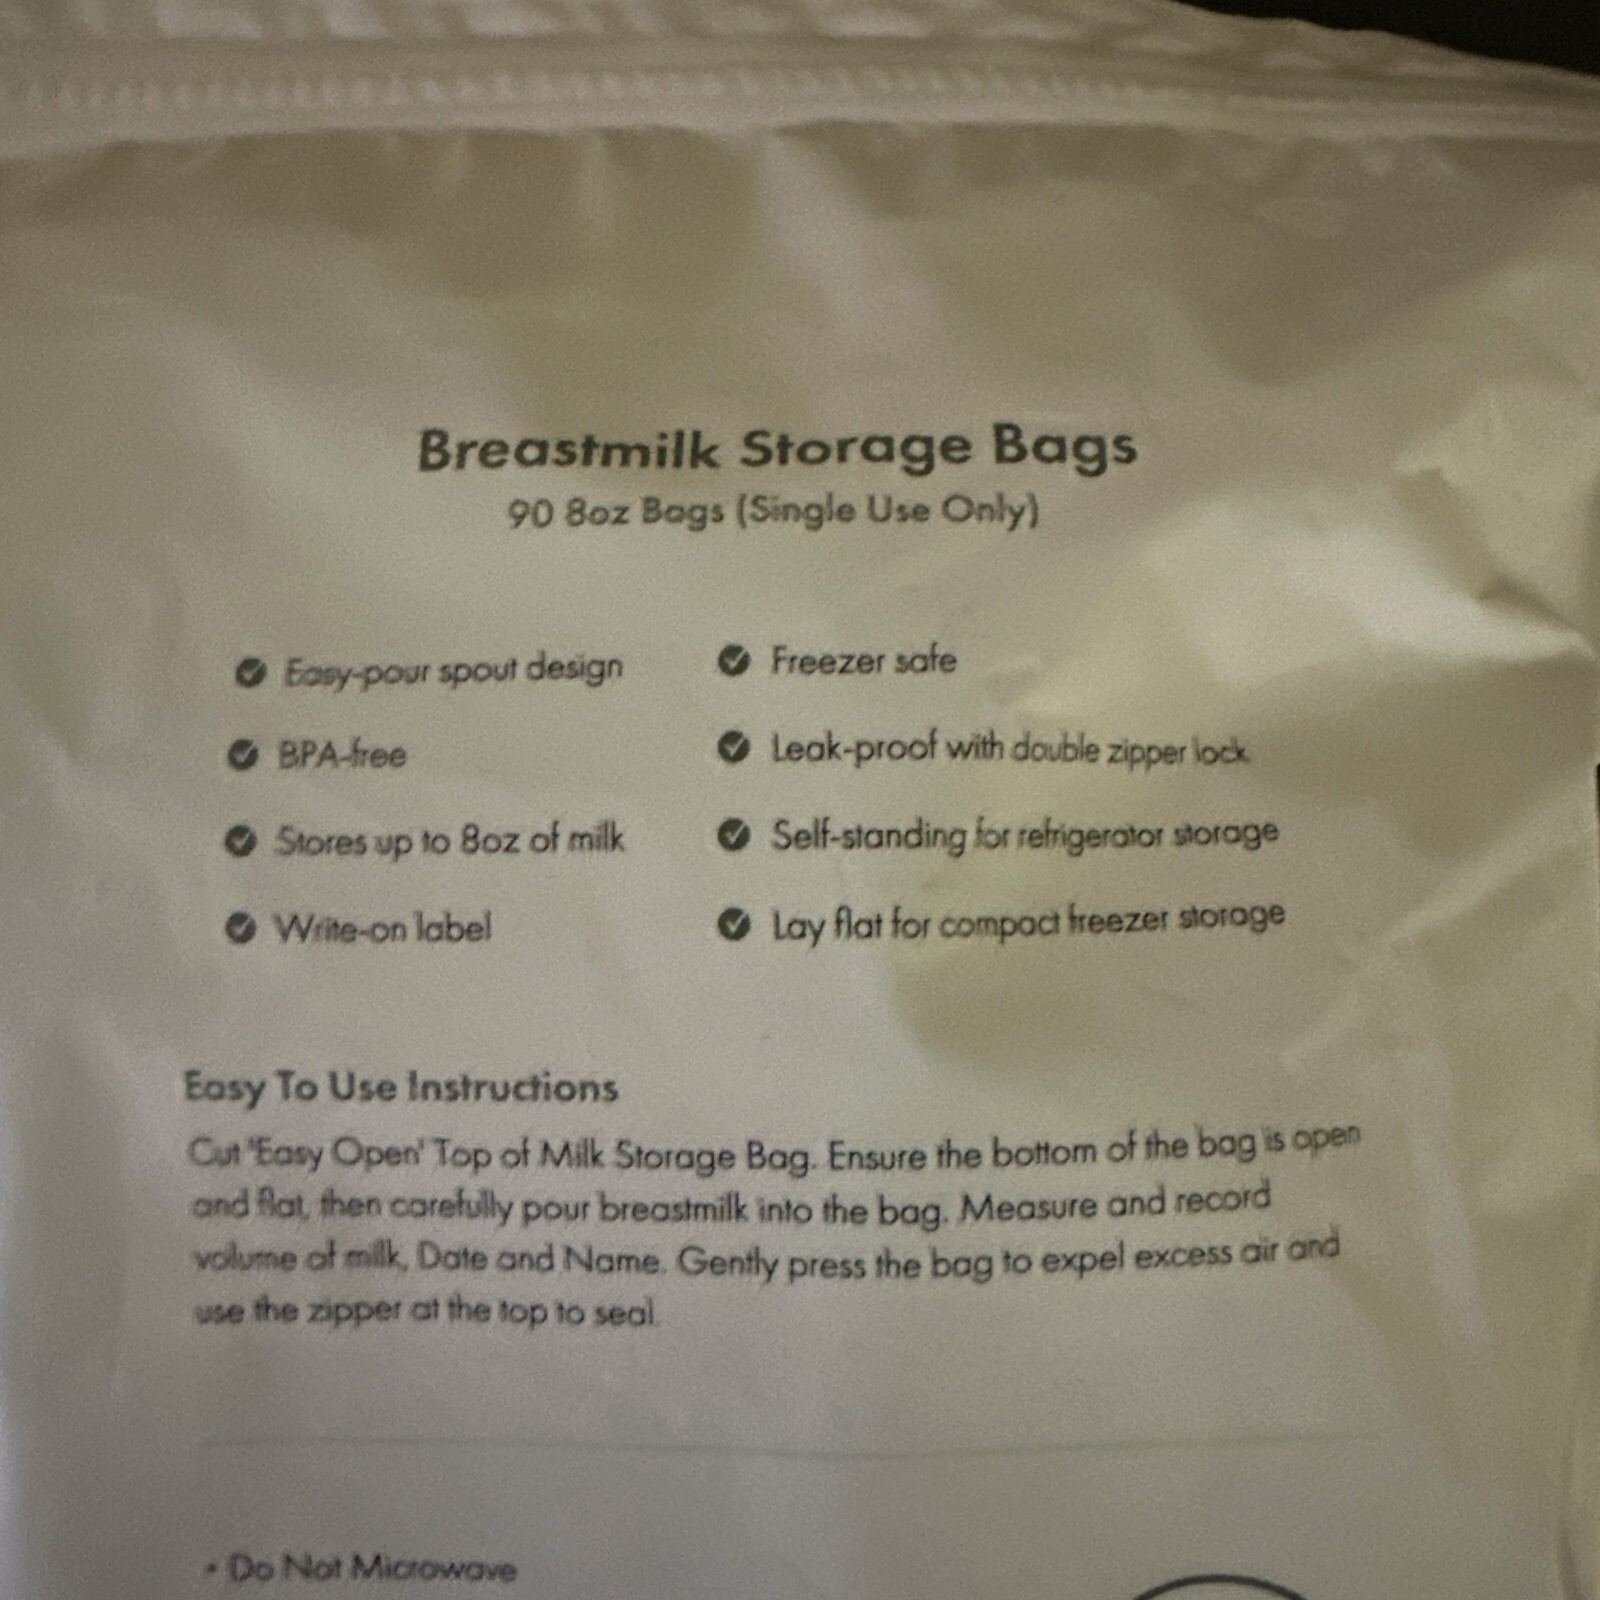 Breastmilk Storage Bags
90 8oz Bags (Single Use Only)
Easy-pour spout design
BPA-free
Stores up to 8oz of milk
Write-on label
Freezer safe
Leak-proof with double zipper lock
Self-standing for refrigerator storage
Lay flat for compact freezer storage
Easy To Use Instructions
Cut 'Easy Open' Top of Milk Storage Bag. Ensure the bottom of the bag is open
and flat, then carefully pour breastmilk into the bag. Measure and record
volume of milk, Date and Name. Gently press the bag to expel excess air and
use the zipper at the top to seal.
• Do Not Microwave